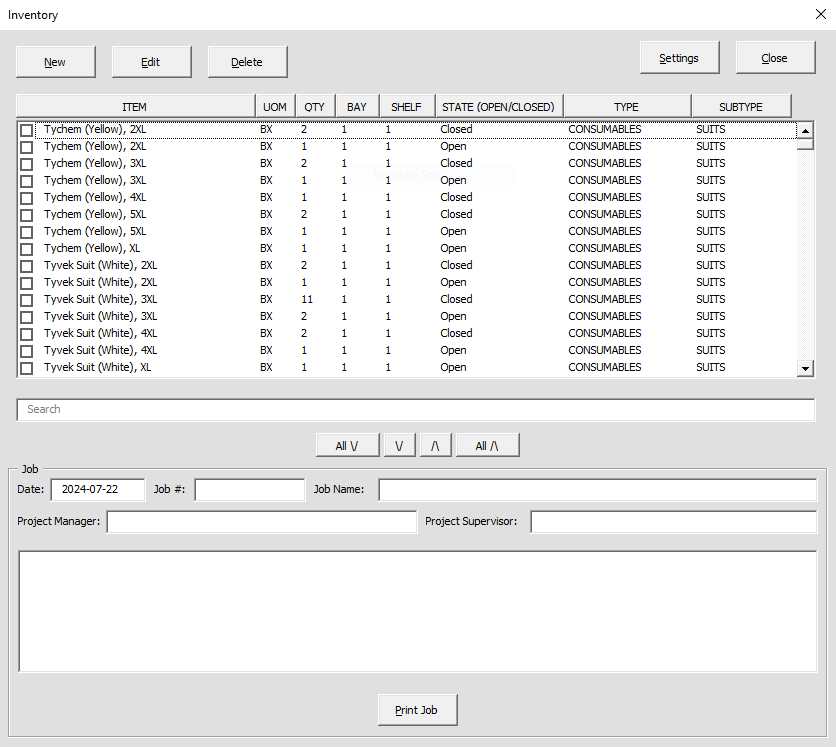 Inventory
New Edit Delete Settings Close
ITEM UOM QTY BAY SHELF STATE (OPEN/CLOSED) TYPE SUBTYPE
Tychem (Yellow), 2XL BX 2 1 1 Closed CONSUMABLES SUITS
Tychem (Yellow), 2XL BX 1 1 1 Open CONSUMABLES SUITS
Tychem (Yellow), 3XL BX 2 1 1 Closed CONSUMABLES SUITS
Tychem (Yellow), 3XL BX 1 1 1 Open CONSUMABLES SUITS
Tychem (Yellow), 4XL BX 1 1 1 Closed CONSUMABLES SUITS
Tychem (Yellow), 5XL BX 2 1 1 Closed CONSUMABLES SUITS
Tychem (Yellow), 5XL BX 1 1 1 Open CONSUMABLES SUITS
Tychem (Yellow), XL BX 1 1 1 Open CONSUMABLES SUITS
Tyvek Suit (White), 2XL BX 2 1 1 Closed CONSUMABLES SUITS
Tyvek Suit (White), 2XL BX 1 1 1 Open CONSUMABLES SUITS
Tyvek Suit (White), 3XL BX 11 1 1 Closed CONSUMABLES SUITS
Tyvek Suit (White), 3XL BX 2 1 1 Open CONSUMABLES SUITS
Tyvek Suit (White), 4XL BX 2 1 1 Closed CONSUMABLES SUITS
Tyvek Suit (White), 4XL BX 1 1 1 Open CONSUMABLES SUITS
Tyvek Suit (White), XL BX 1 1 1 Open CONSUMABLES SUITS
Search
All \/ \/ /\ All /\
Job
Date: 2024-07-22 Job #: Job Name:
Project Manager: Project Supervisor:
Print Job